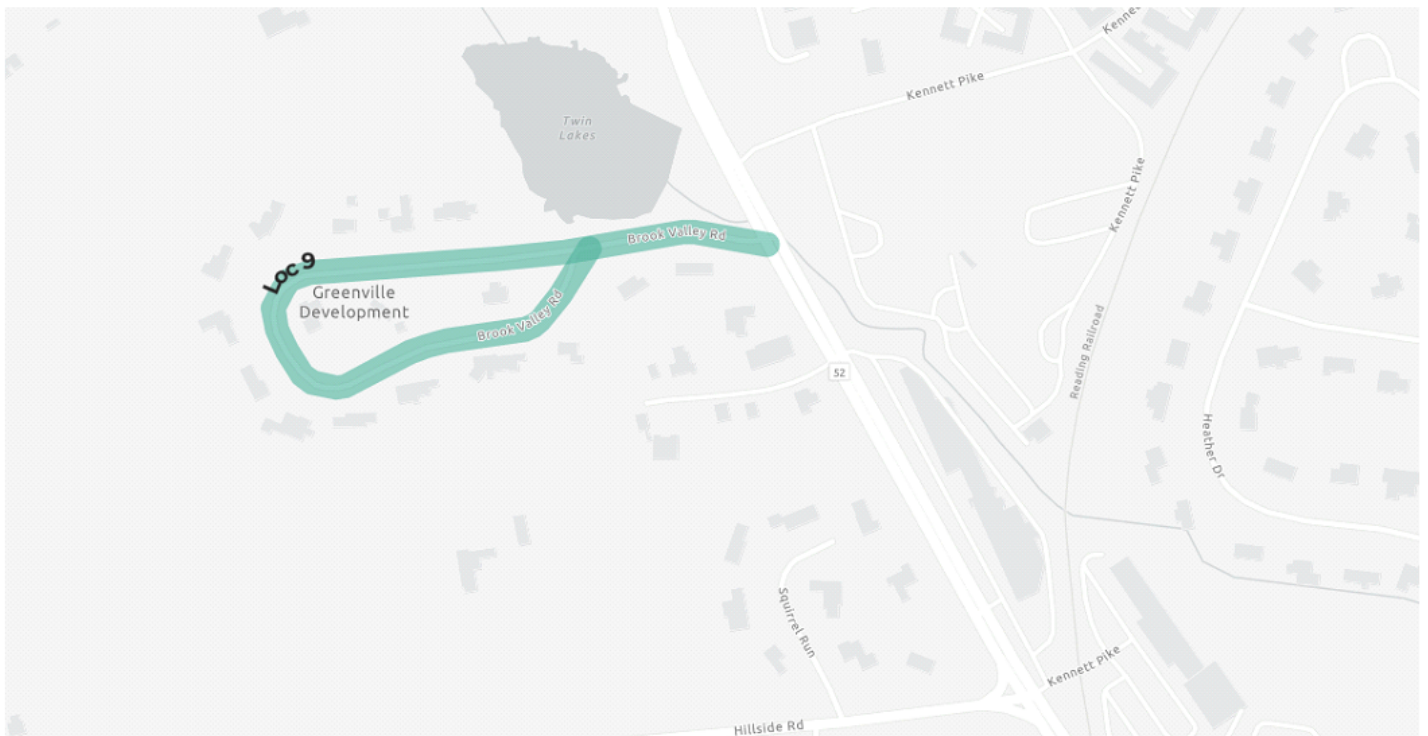 Kennett
Kennett Pike
Twin
Lakes
Kennett Pike
Brook Valley Rd
Loc 9
Greenville
Development
Brook Valley Rd
Reading Railroad
52
Heather Dr
Squirrel Run
Kennett Pike
Hillside Rd